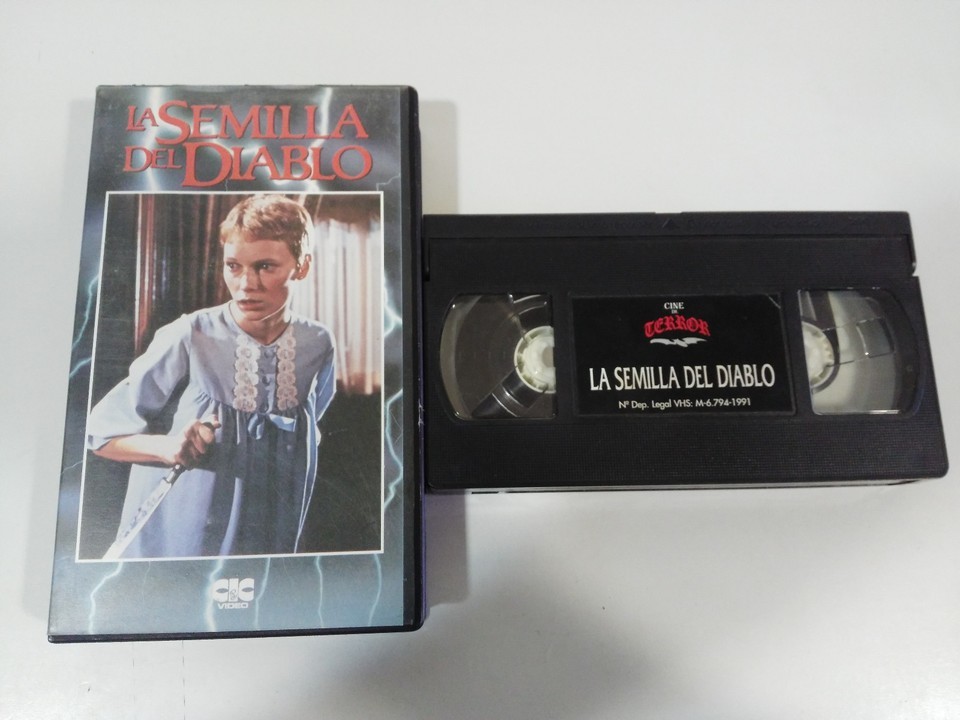 LA SEMILLA
DEL DIABLO
CIC
VIDEO
CINE
DE
TERROR
LA SEMILLA DEL DIABLO
Nº Dep. Legal VHS: M-6.794-1991